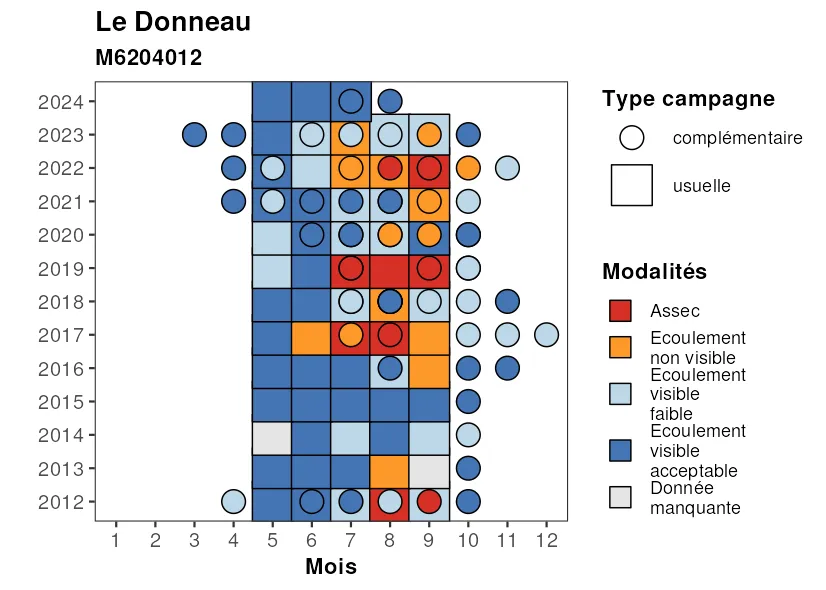 Le Donneau
M6204012
2024
2023
2022
2021
2020
2019
2018
2017
2016
2015
2014
2013
2012
1 2 3 4 5 6 7 8 9 10 11 12
Mois
Type campagne
complémentaire
usuelle
Modalités
Assec
Ecoulement
non visible
Ecoulement
visible
faible
Ecoulement
visible
acceptable
Donnée
manquante